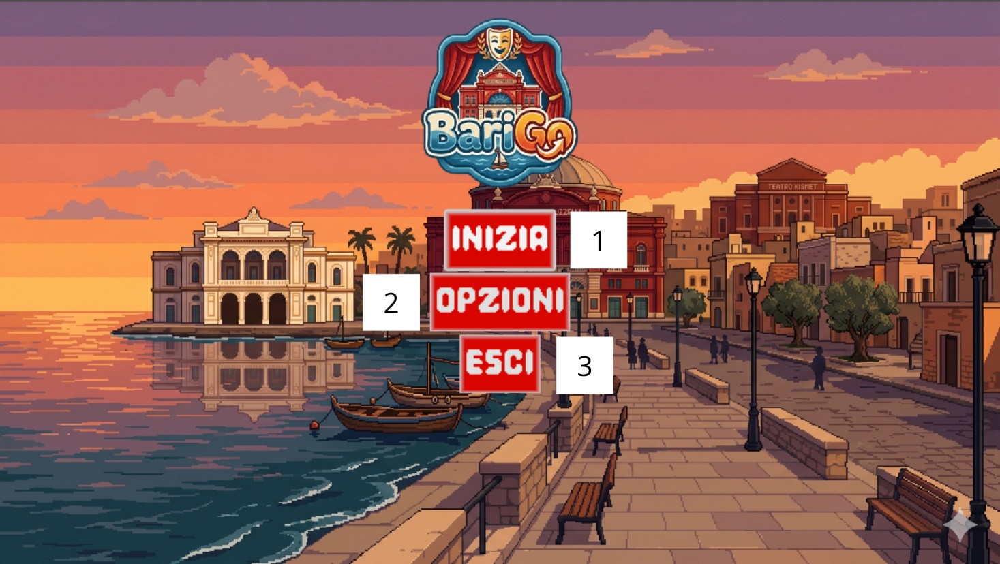 BariGo
TEATRO KISMET
INIZIA
1
2
OPZIONI
ESCI
3